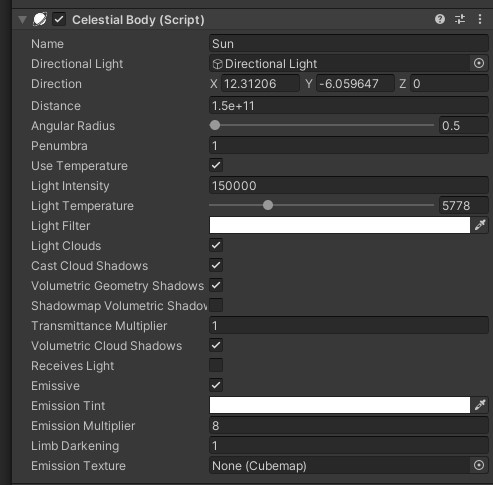 Celestial Body (Script)
Name Sun
Directional Light Directional Light
Direction X 12.31206 Y -6.059647 Z 0
Distance 1.5e+11
Angular Radius 0.5
Penumbra 1
Use Temperature
Light Intensity 150000
Light Temperature 5778
Light Filter
Light Clouds
Cast Cloud Shadows
Volumetric Geometry Shadows
Shadowmap Volumetric Shadov
Transmittance Multiplier 1
Volumetric Cloud Shadows
Receives Light
Emissive
Emission Tint
Emission Multiplier 8
Limb Darkening 1
Emission Texture None (Cubemap)